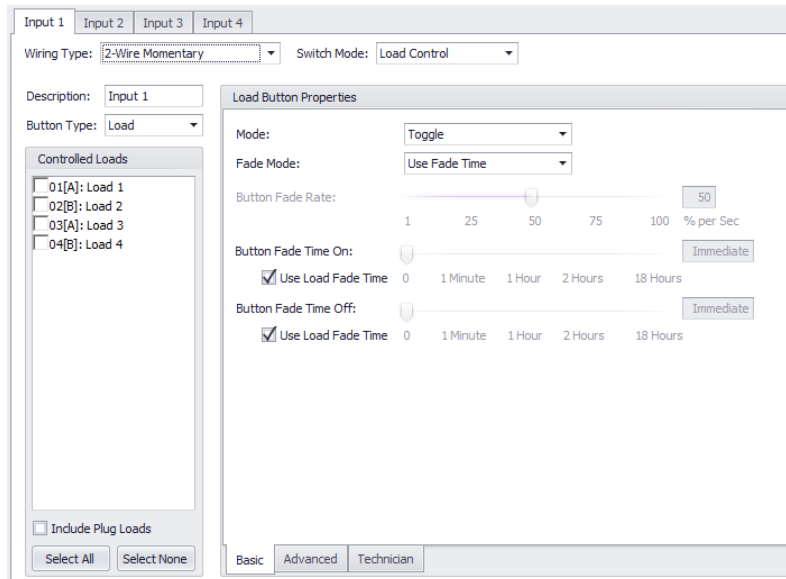 Input 1 Input 2 Input 3 Input 4
Wiring Type: 2-Wire Momentary Switch Mode: Load Control
Description: Input 1
Button Type: Load
Controlled Loads
01[A]: Load 1
02[B]: Load 2
03[A]: Load 3
04[B]: Load 4
Include Plug Loads
Select All Select None
Load Button Properties
Mode: Toggle
Fade Mode: Use Fade Time
Button Fade Rate: 50
1 25 50 75 100 % per Sec
Button Fade Time On: Immediate
Use Load Fade Time 0 1 Minute 1 Hour 2 Hours 18 Hours
Button Fade Time Off: Immediate
Use Load Fade Time 0 1 Minute 1 Hour 2 Hours 18 Hours
Basic Advanced Technician